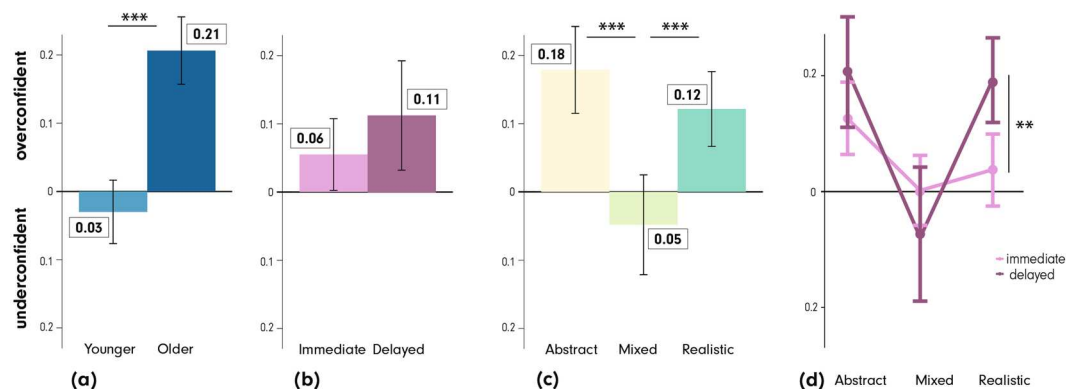 overconfident
underconfident
0.2
0.1
0
0.1
0.2
***
0.21
0.03
Younger Older
(a)
0.2
0.1
0
0.1
0.2
0.06
0.11
Immediate Delayed
(b)
0.2
0.1
0
0.1
0.2
*** ***
0.18
0.12
0.05
Abstract Mixed Realistic
(c)
0.2
0
0.2
**
immediate
delayed
Abstract Mixed Realistic
(d)